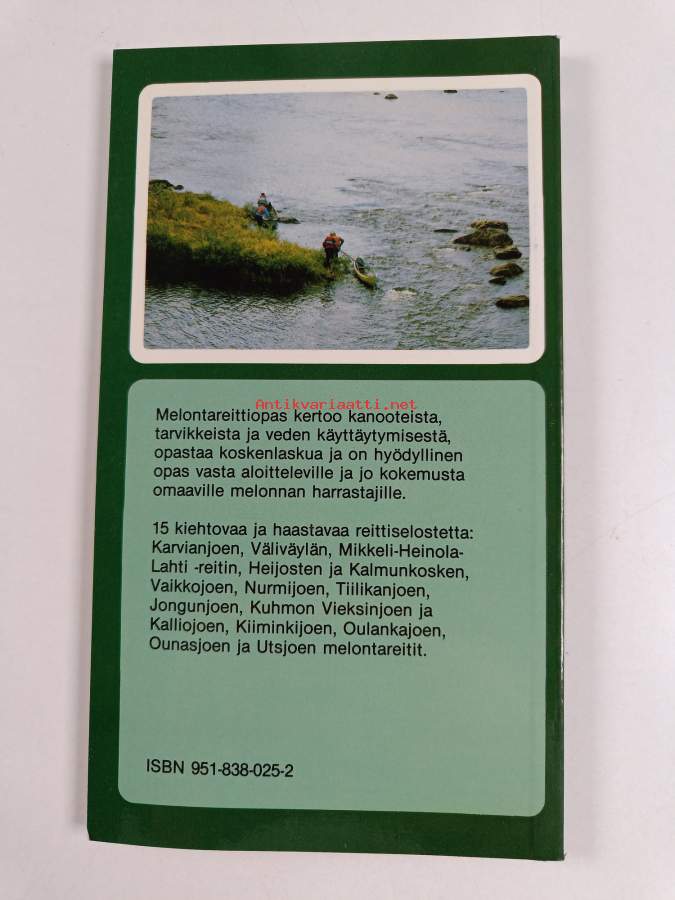 Antikvariaatti.net
Melontareittiopas kertoo kanooteista,
tarvikkeista ja veden käyttäytymisestä,
opastaa koskenlaskua ja on hyödyllinen
opas vasta aloitteleville ja jo kokemusta
omaaville melonnan harrastajille.
15 kiehtovaa ja haastavaa reittiselostetta:
Karvianjoen, Väliväylän, Mikkeli-Heinola-
Lahti -reitin, Heijosten ja Kalmunkosken,
Vaikkojoen, Nurmijoen, Tiilikanjoen,
Jongunjoen, Kuhmon Vieksinjoen ja
Kalliojoen, Kiiminkijoen, Oulankajoen,
Ounasjoen ja Utsjoen melontareitit.
ISBN 951-838-025-2